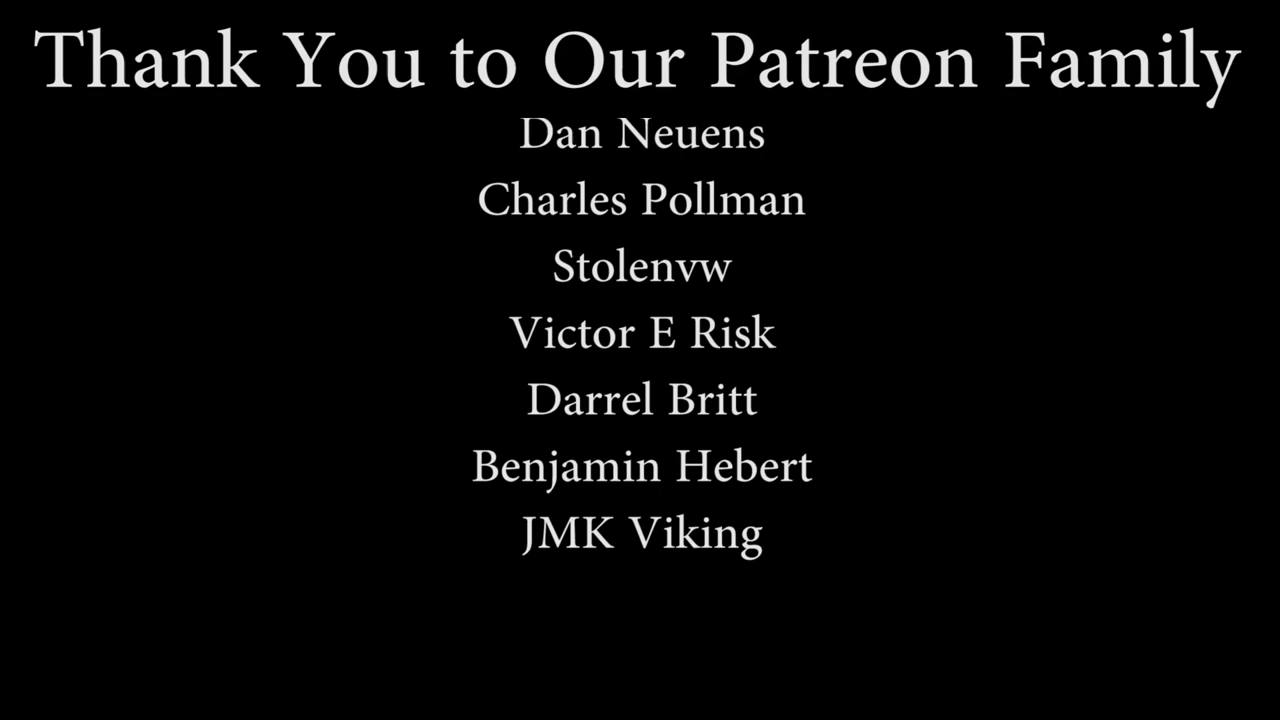 Thank You to Our Patreon Family
Dan Neuens
Charles Pollman
Stolenvw
Victor E Risk
Darrel Britt
Benjamin Hebert
JMK Viking